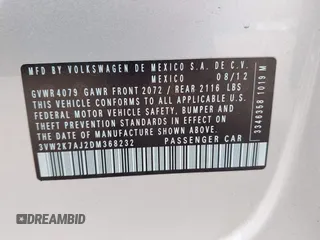 MFD BY VOLKSWAGEN DE MEXICO S.A. DE C.V.
MEXICO 08/12
GVWR 4079 GAWR FRONT 2072 / REAR 2116 LBS
THIS VEHICLE CONFORMS TO ALL APPLICABLE
FEDERAL MOTOR VEHICLE SAFETY, BUMPER AND
THEFT PREVENTION STANDARDS IN EFFECT ON
THE DATE OF MANUFACTURE SHOWN ABOVE.
3VW2K7AJ2DM368232 PASSENGER CAR
3346358 1019 M
DREAMBID